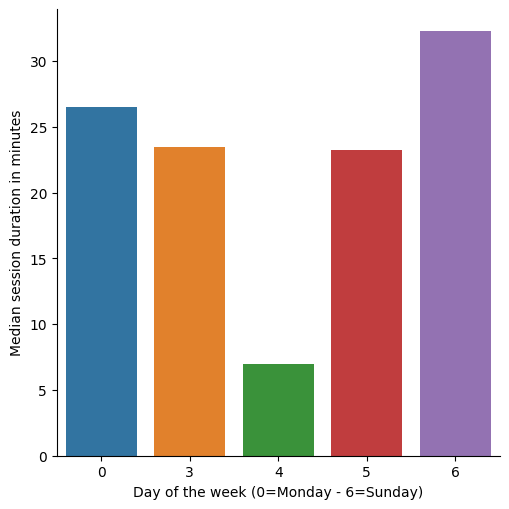 Median session duration in minutes
30
25
20
15
10
5
0
0 3 4 5 6
Day of the week (0=Monday - 6=Sunday)